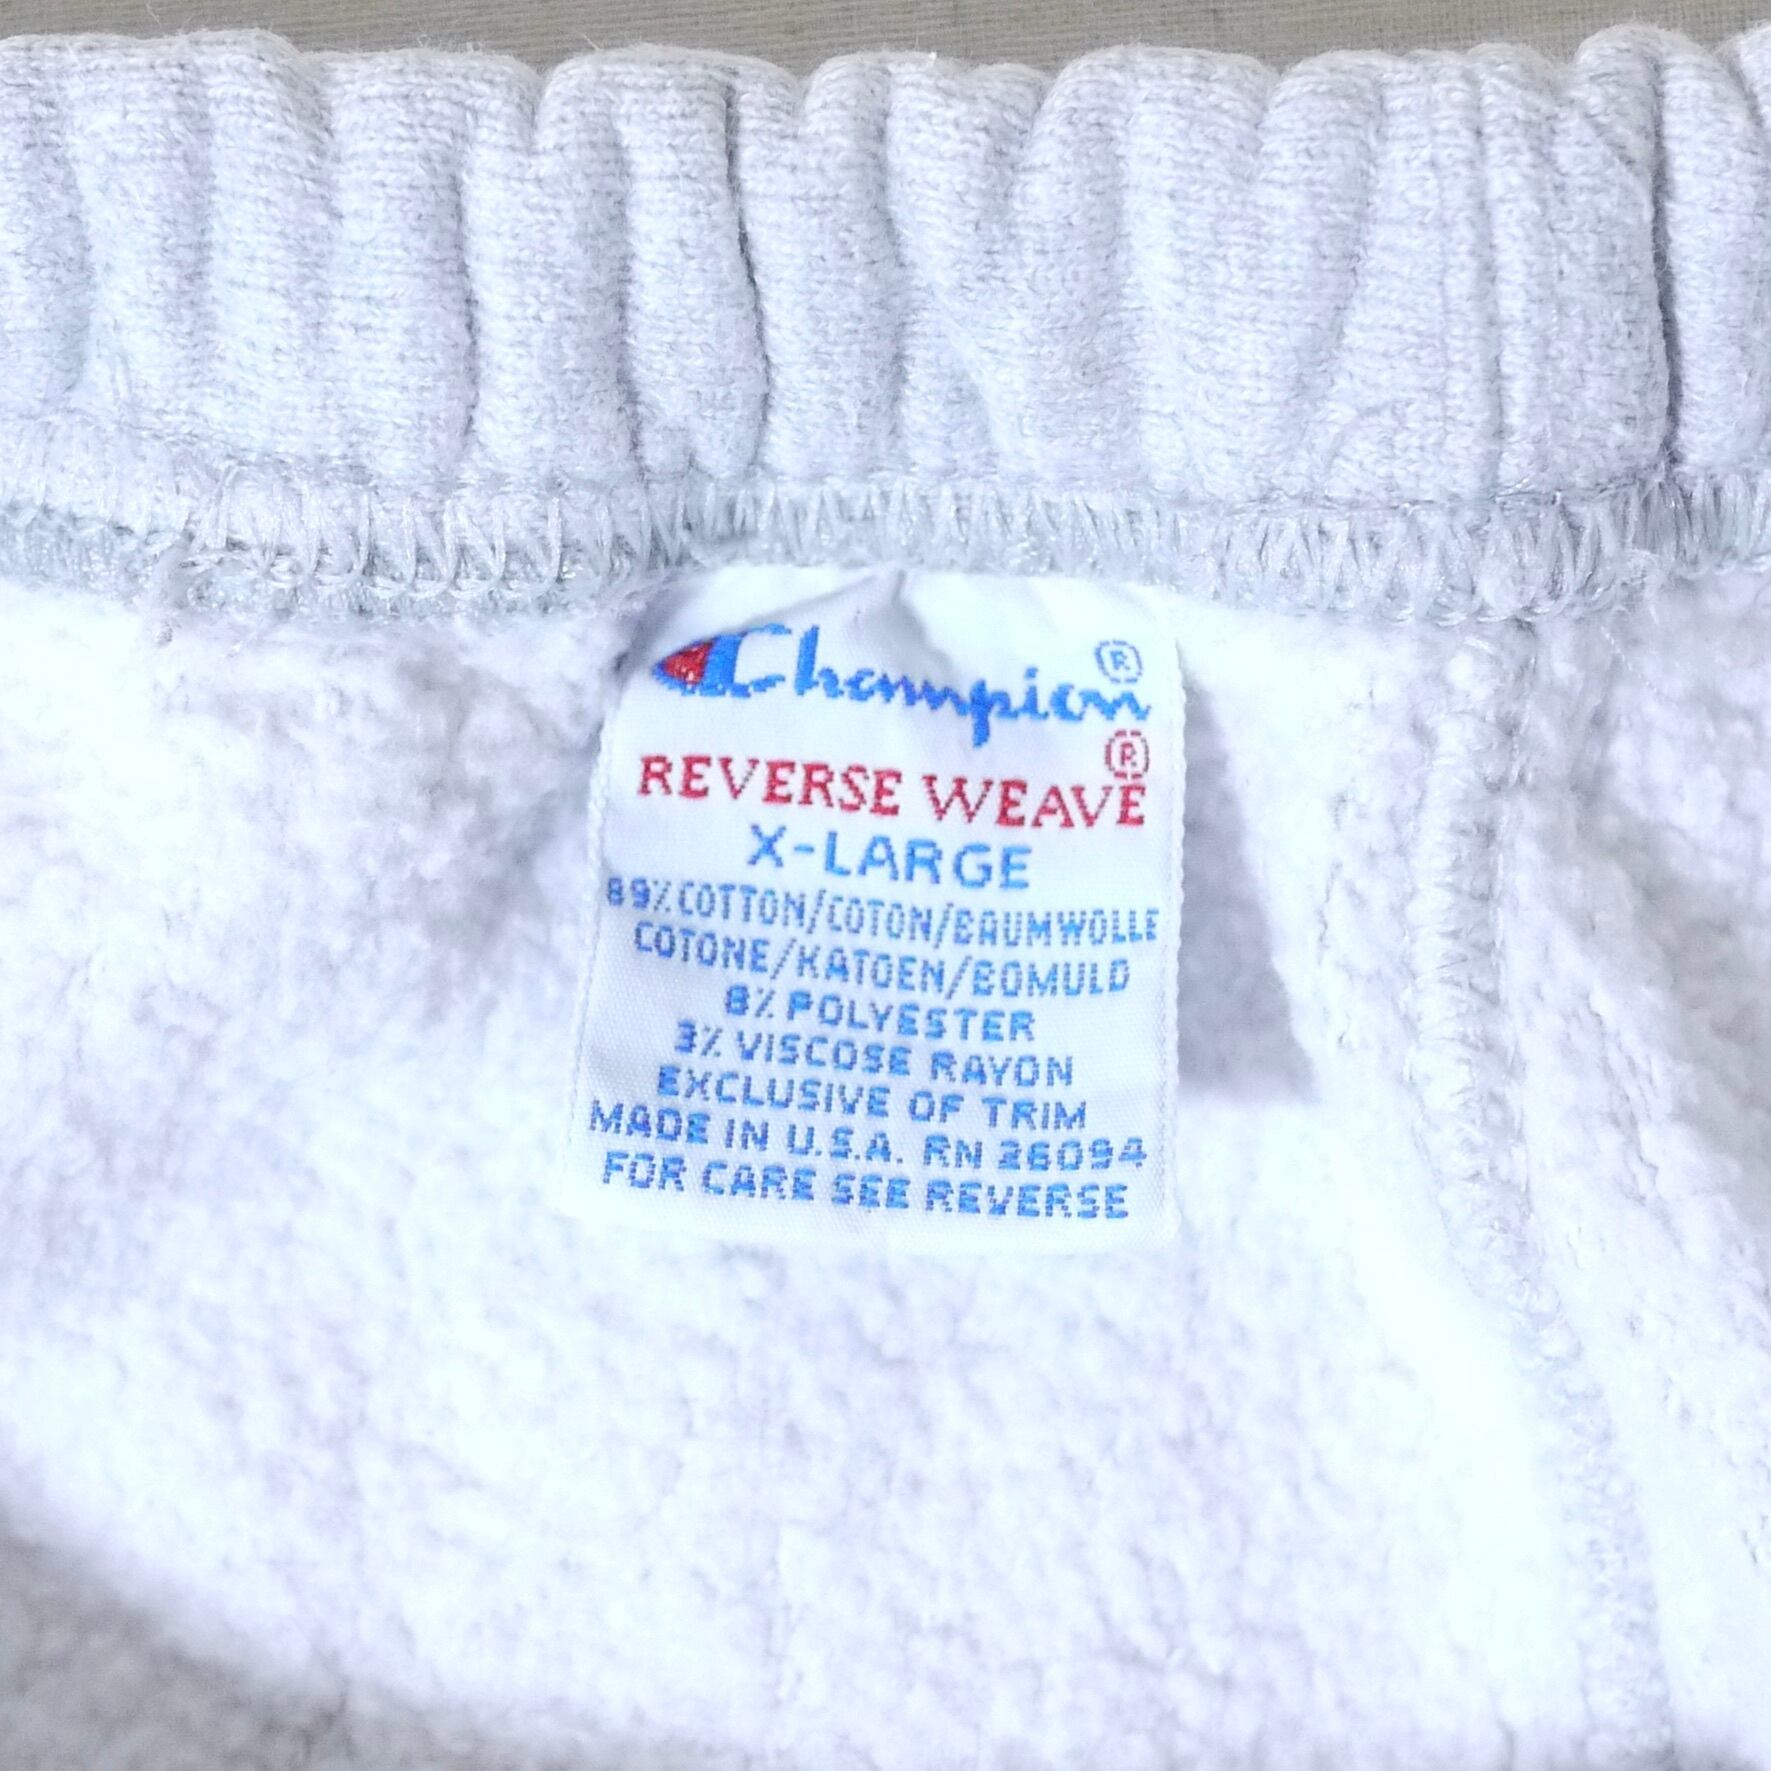 Champion®
REVERSE WEAVE®
X-LARGE
89% COTTON/COTON/BAUMWOLLE
COTONE/KATOEN/BOMULD
8% POLYESTER
3% VISCOSE RAYON
EXCLUSIVE OF TRIM
MADE IN U.S.A. RN 26094
FOR CARE SEE REVERSE